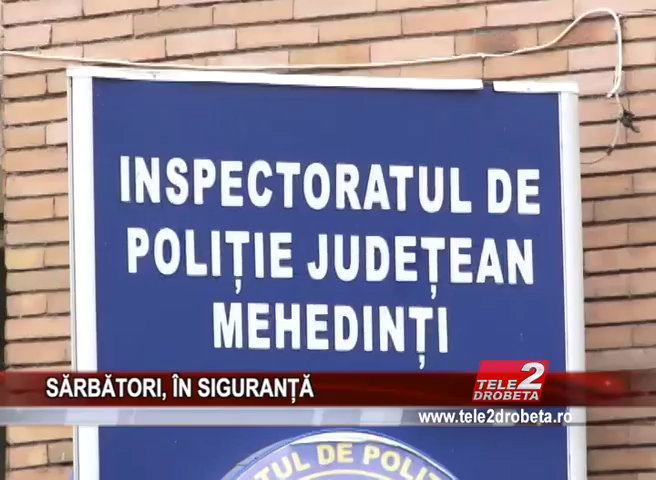 INSPECTORATUL DE
POLIȚIE JUDEȚEAN
MEHEDINȚI
SĂRBĂTORI, ÎN SIGURANȚĂ
TELE 2
DROBETA
www.tele2drobeta.ro
TUL DE POLI